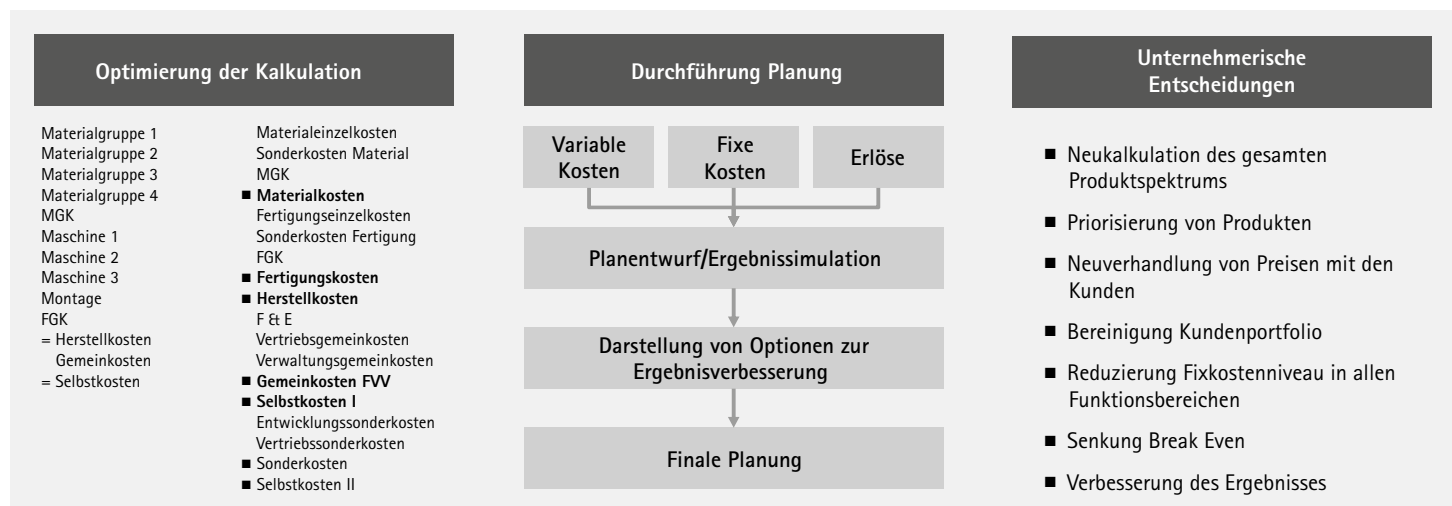 Optimierung der Kalkulation
Materialgruppe 1
Materialgruppe 2
Materialgruppe 3
Materialgruppe 4
MGK
Maschine 1
Maschine 2
Maschine 3
Montage
FGK
= Herstellkosten
Gemeinkosten
= Selbstkosten
Materialeinzelkosten
Sonderkosten Material
MGK
■ Materialkosten
Fertigungseinzelkosten
Sonderkosten Fertigung
FGK
■ Fertigungskosten
■ Herstellkosten
F & E
Vertriebsgemeinkosten
Verwaltungsgemeinkosten
■ Gemeinkosten FVV
■ Selbstkosten I
Entwicklungssonderkosten
Vertriebssonderkosten
■ Sonderkosten
■ Selbstkosten II
Durchführung Planung
Variable
Kosten
Fixe
Kosten
Erlöse
Planentwurf/Ergebnissimulation
Darstellung von Optionen zur
Ergebnisverbesserung
Finale Planung
Unternehmerische
Entscheidungen
■ Neukalkulation des gesamten
Produktspektrums
■ Priorisierung von Produkten
■ Neuverhandlung von Preisen mit den
Kunden
■ Bereinigung Kundenportfolio
■ Reduzierung Fixkostenniveau in allen
Funktionsbereichen
■ Senkung Break Even
■ Verbesserung des Ergebnisses